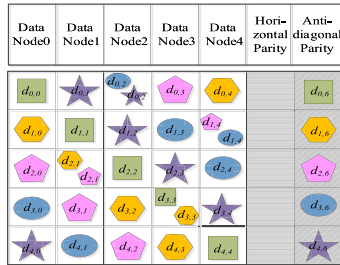 Data Node0
Data Node1
Data Node2
Data Node3
Data Node4
Hori-
zontal
Parity
Anti-
diagonal
Parity
d0,0 d0,1 d0,2 d0,2 d0,3 d0,4 d0,6
d1,0 d1,1 d1,2 d1,3 d1,4 d1,4 d1,6
d2,0 d2,1 d2,1 d2,2 d2,3 d2,4 d2,6
d3,0 d3,1 d3,2 d3,3 d3,3 d3,4 d3,6
d4,0 d4,1 d4,2 d4,3 d4,4 d4,6